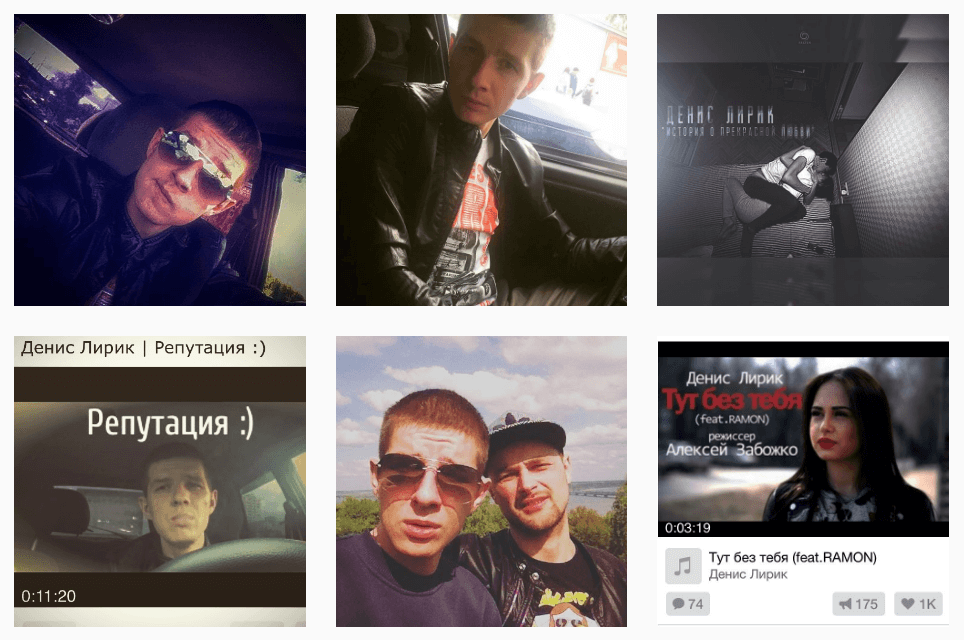 ДЕНИС ЛИРИК
"ИСТОРИЯ О ПРЕКРАСНОЙ ЛЮБВИ"
Денис Лирик | Репутация :)
Репутация :)
0:11:20
Денис Лирик
Тут без тебя
(feat.RAMON)
режиссер
Алексей Забожко
0:03:19
Тут без тебя (feat.RAMON)
Денис Лирик
74 175 1K